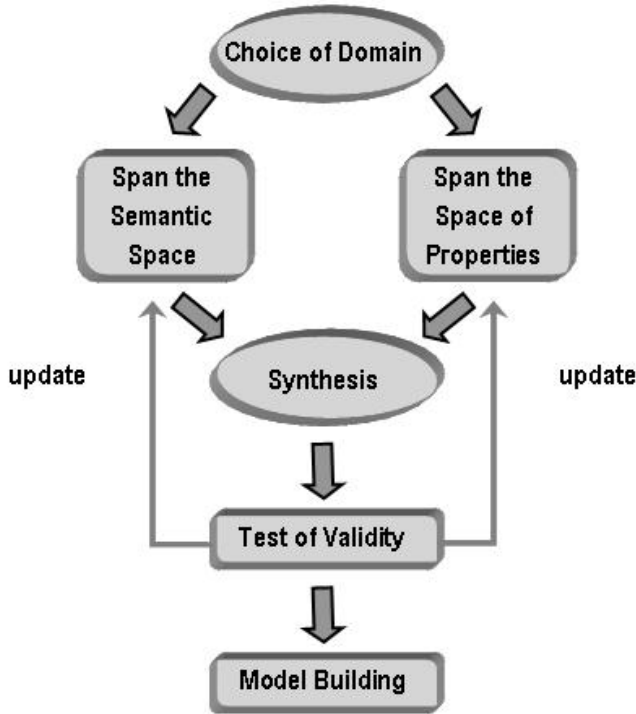 Choice of Domain
Span the
Semantic
Space
Span the
Space of
Properties
update
Synthesis
update
Test of Validity
Model Building